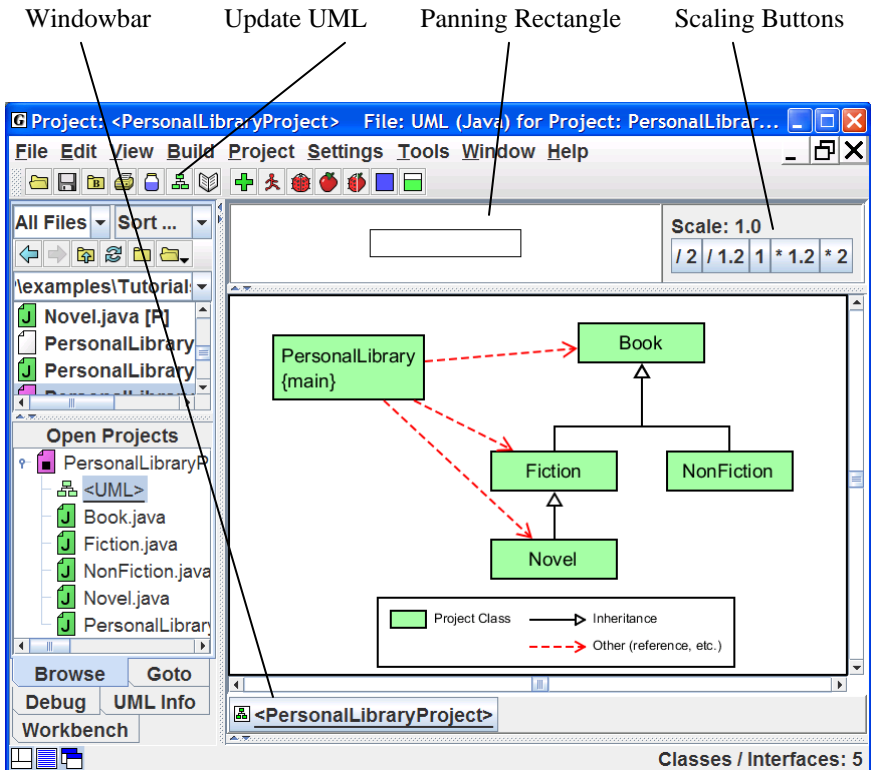 Windowbar Update UML Panning Rectangle Scaling Buttons
Project: <PersonalLibraryProject> File: UML (Java) for Project: PersonalLibrar...
File Edit View Build Project Settings Tools Window Help
All Files Sort ...
\examples\Tutorial
Novel.java [P]
PersonalLibrary
PersonalLibrary
Open Projects
PersonalLibraryP
<UML>
Book.java
Fiction.java
NonFiction.java
Novel.java
PersonalLibrary
Browse Goto
Debug UML Info
Workbench
Scale: 1.0
/ 2 / 1.2 1 * 1.2 * 2
PersonalLibrary
{main}
Book
Fiction
NonFiction
Novel
Project Class Inheritance
Other (reference, etc.)
<PersonalLibraryProject>
Classes / Interfaces: 5